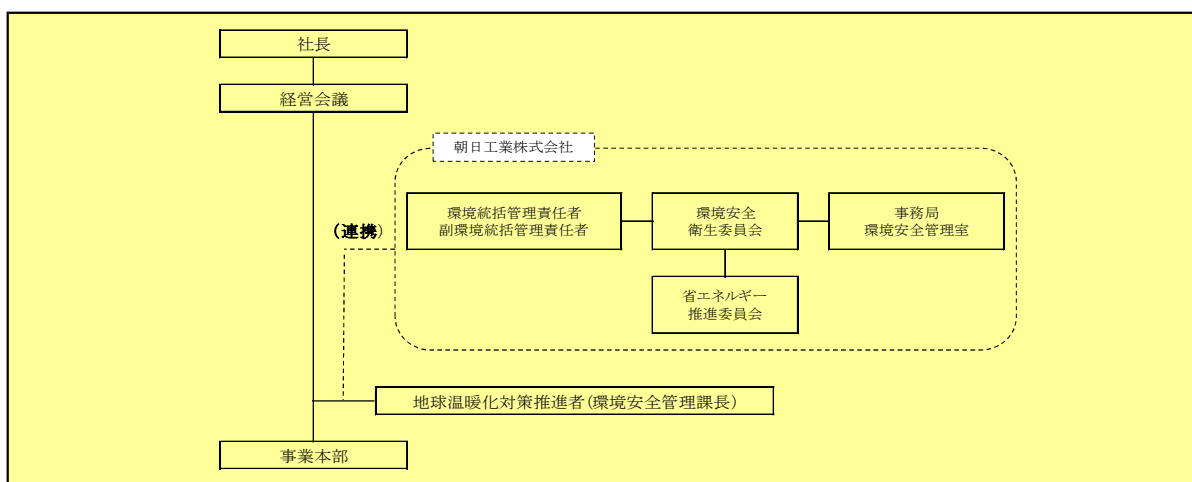 社長
経営会議
朝日工業株式会社
環境統括管理責任者
副環境統括管理責任者
環境安全
衛生委員会
事務局
環境安全管理室
（連携）
省エネルギー
推進委員会
地球温暖化対策推進者（環境安全管理課長）
事業本部